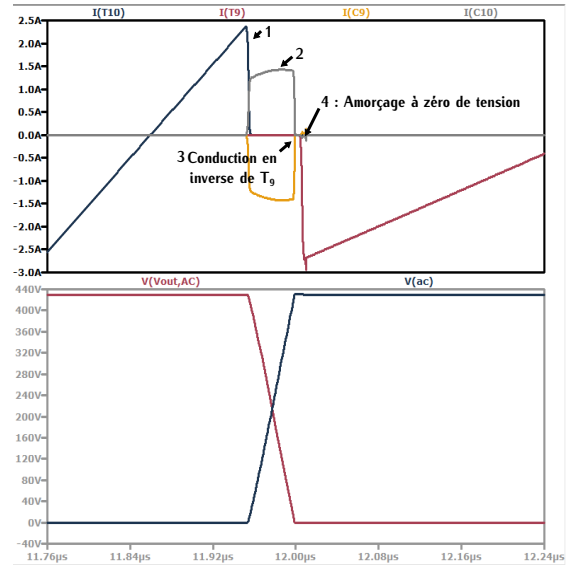 I(T10) I(T9) I(C9) I(C10)
2.5A
2.0A
1.5A
1.0A
0.5A
0.0A
-0.5A
-1.0A
-1.5A
-2.0A
-2.5A
-3.0A
1
2
4 : Amorçage à zéro de tension
3 Conduction en
inverse de T9
V(Vout,AC) V(ac)
440V
400V
360V
320V
280V
240V
200V
160V
120V
80V
40V
0V
-40V
11.76µs 11.84µs 11.92µs 12.00µs 12.08µs 12.16µs 12.24µs